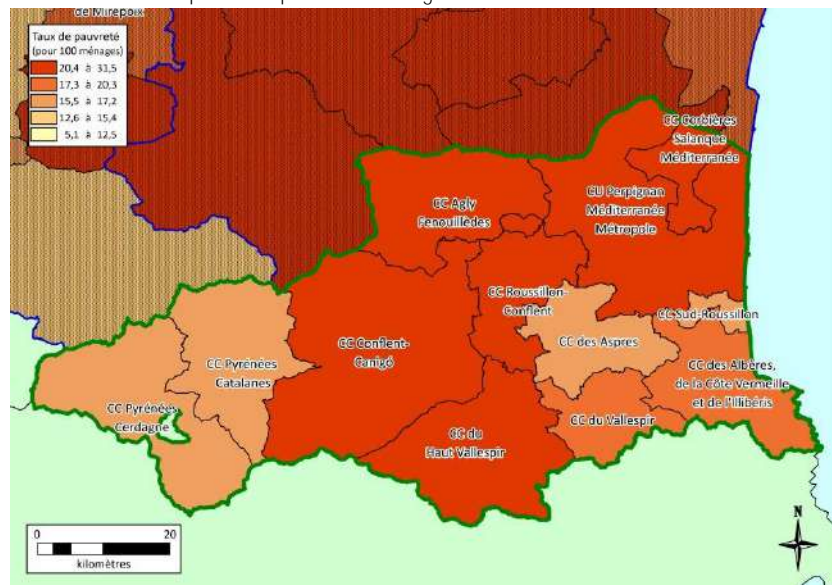 de Mirepoix
Taux de pauvreté
(pour 100 ménages)
20,4 à 31,5
17,3 à 20,3
15,5 à 17,2
12,6 à 15,4
5,1 à 12,5
CC Corbières
Salanque
Méditerranée
CC Agly
Fenouillèdes
CU Perpignan
Méditerranée
Métropole
CC Roussillon-
Conflent
CC Sud-Roussillon
CC Conflent-
Canigó
CC des Aspres
CC Pyrénées
Catalanes
CC des Albères,
de la Côte Vermeille
et de l'Illibéris
CC Pyrénées
Cerdagne
CC du Vallespir
CC du
Haut Vallespir
N
0 20
kilomètres